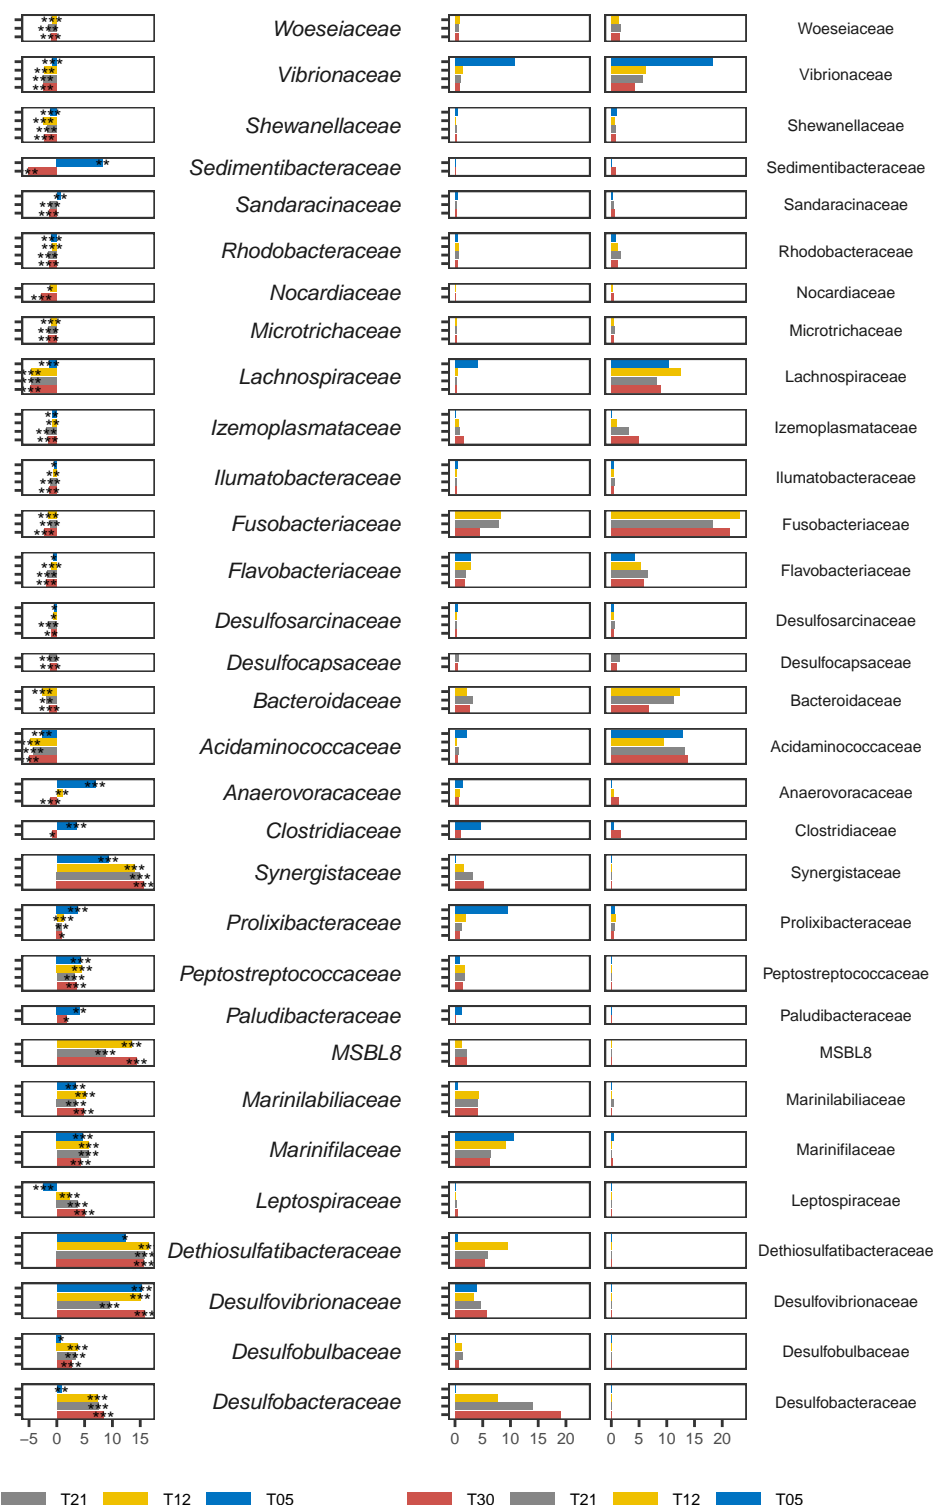 Woeseiaceae Woeseiaceae
Vibrionaceae Vibrionaceae
Shewanellaceae Shewanellaceae
Sedimentibacteraceae Sedimentibacteraceae
Sandaracinaceae Sandaracinaceae
Rhodobacteraceae Rhodobacteraceae
Nocardiaceae Nocardiaceae
Microtrichaceae Microtrichaceae
Lachnospiraceae Lachnospiraceae
Izemoplasmataceae Izemoplasmataceae
Ilumatobacteraceae Ilumatobacteraceae
Fusobacteriaceae Fusobacteriaceae
Flavobacteriaceae Flavobacteriaceae
Desulfosarcinaceae Desulfosarcinaceae
Desulfocapsaceae Desulfocapsaceae
Bacteroidaceae Bacteroidaceae
Acidaminococcaceae Acidaminococcaceae
Anaerovoracaceae Anaerovoracaceae
Clostridiaceae Clostridiaceae
Synergistaceae Synergistaceae
Prolixibacteraceae Prolixibacteraceae
Peptostreptococcaceae Peptostreptococcaceae
Paludibacteraceae Paludibacteraceae
MSBL8 MSBL8
Marinilabiliaceae Marinilabiliaceae
Marinifilaceae Marinifilaceae
Leptospiraceae Leptospiraceae
Dethiosulfatibacteraceae Dethiosulfatibacteraceae
Desulfovibrionaceae Desulfovibrionaceae
Desulfobulbaceae Desulfobulbaceae
Desulfobacteraceae Desulfobacteraceae
−5 0 5 10 15 0 5 10 15 20 0 5 10 15 20
T21 T12 T05 T30 T21 T12 T05